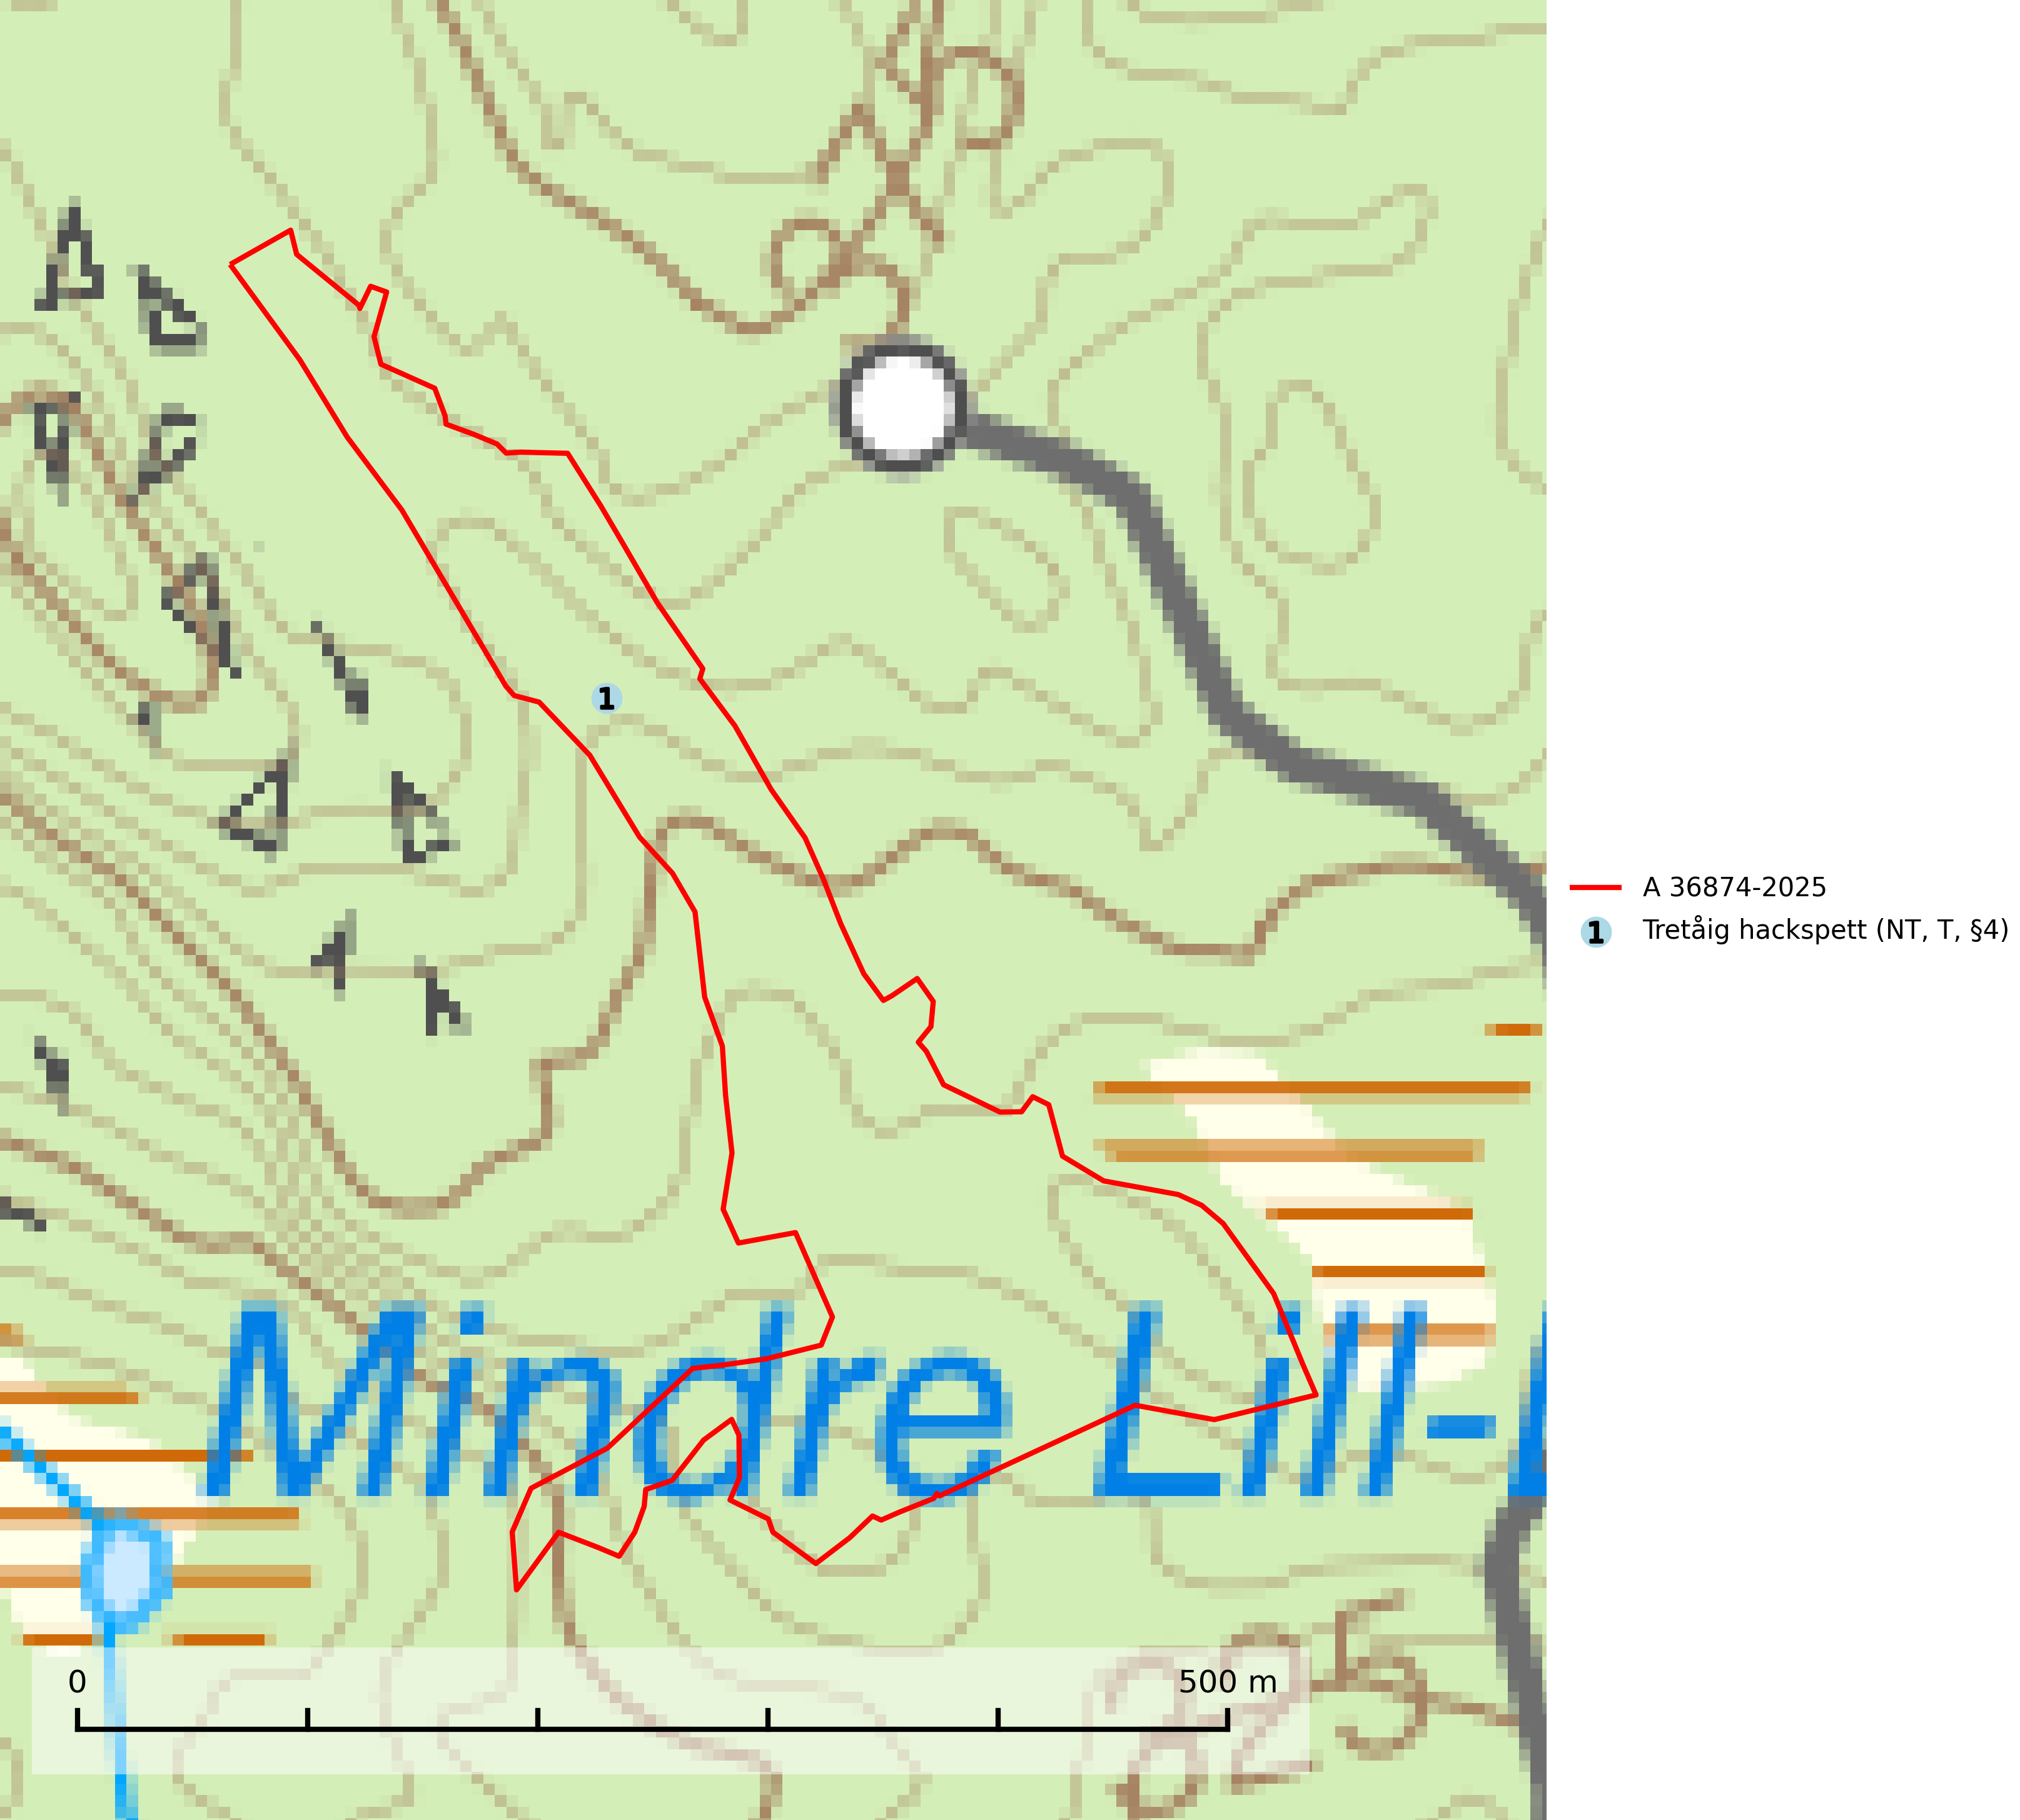 1
A 36874-2025
1 Tretåig hackspett (NT, T, §4)
Mindre Lill-
0 500 m